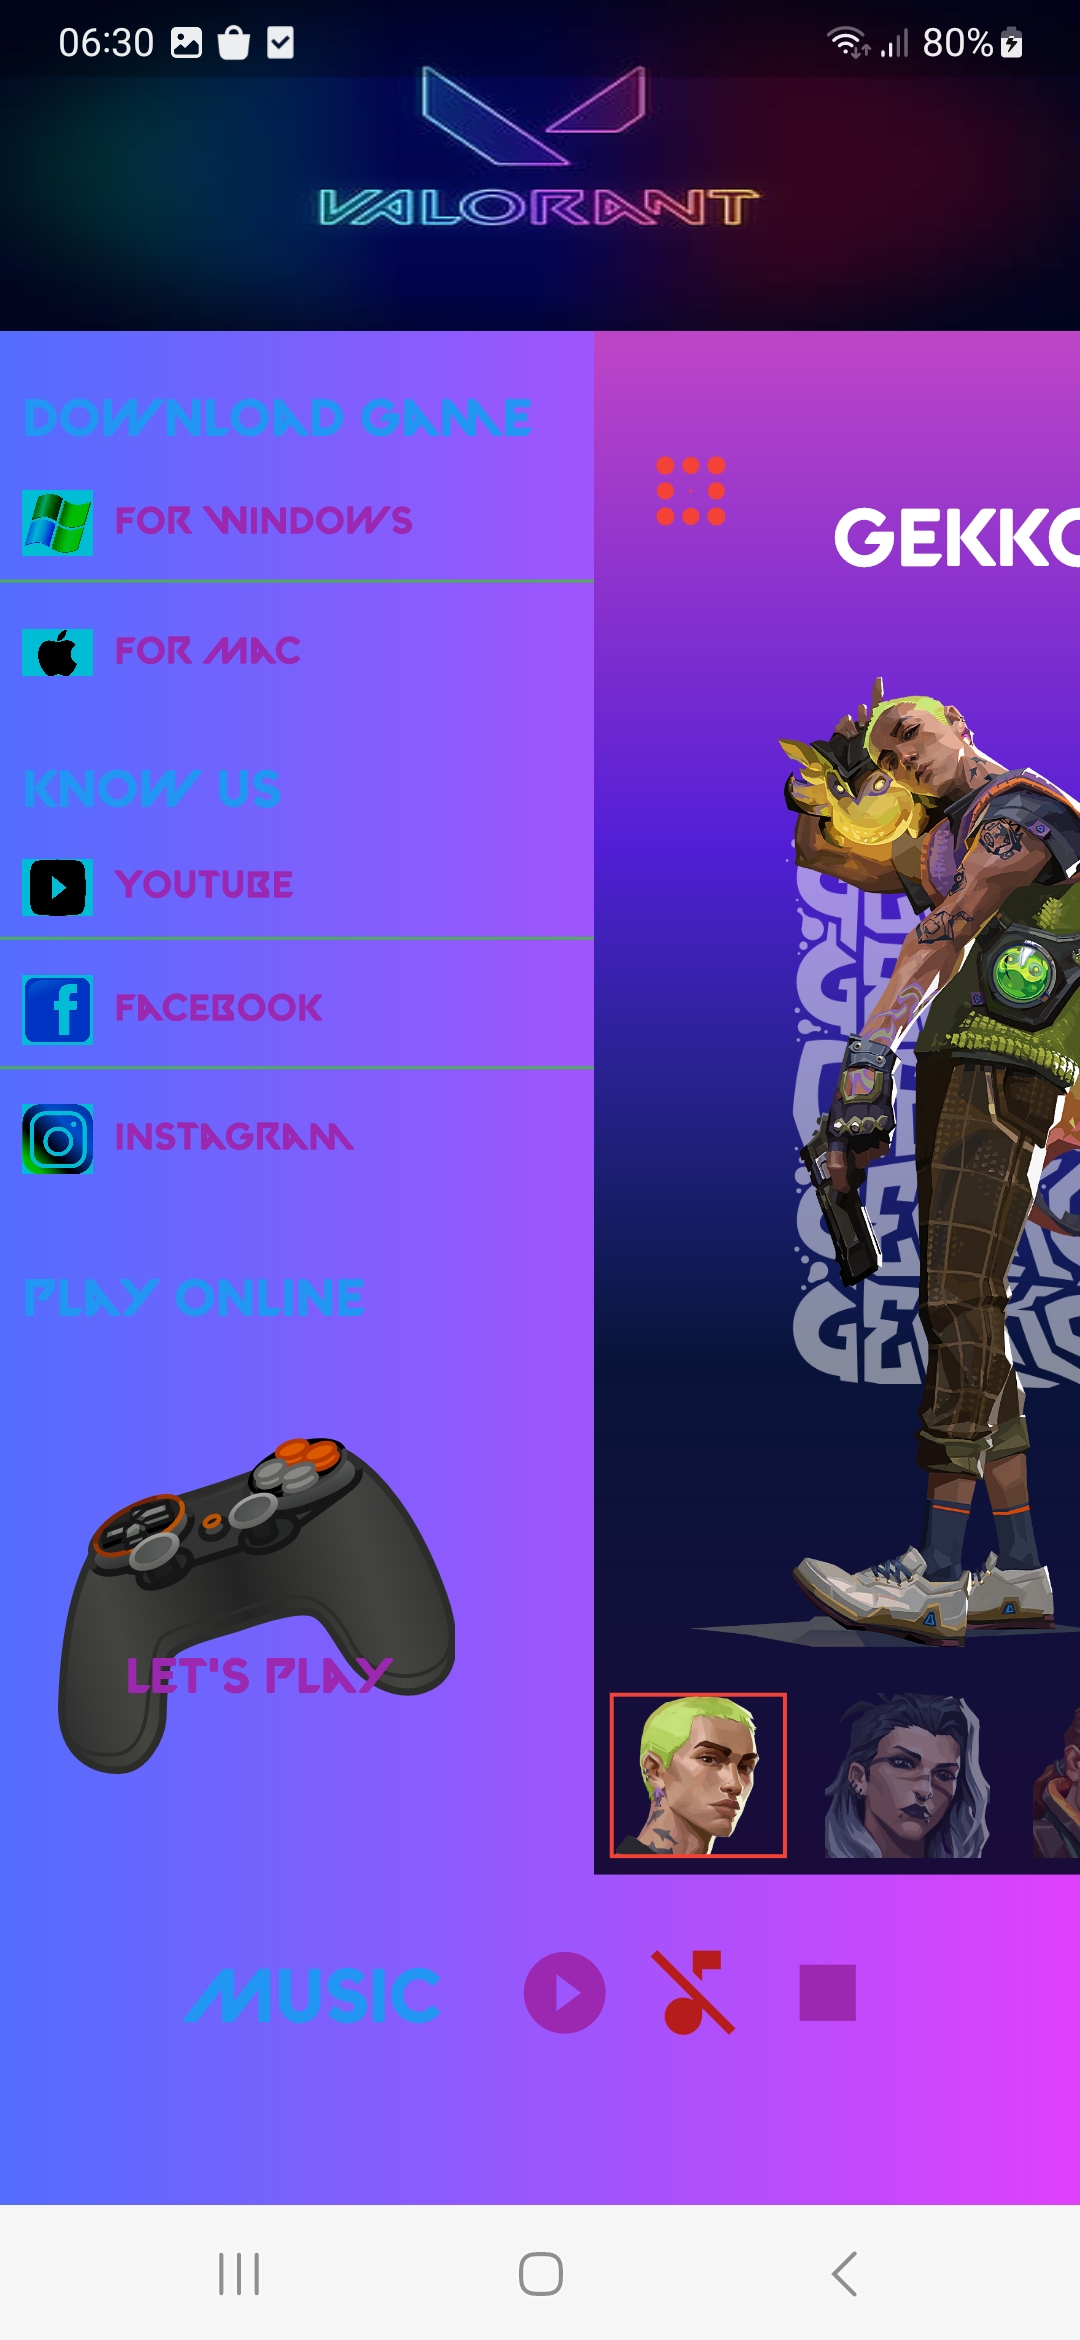 06:30
80%
VALORANT
DOWNLOAD GAME
FOR WINDOWS
FOR MAC
KNOW US
YOUTUBE
FACEBOOK
INSTAGRAM
PLAY ONLINE
LET'S PLAY
GEKKO
MUSIC